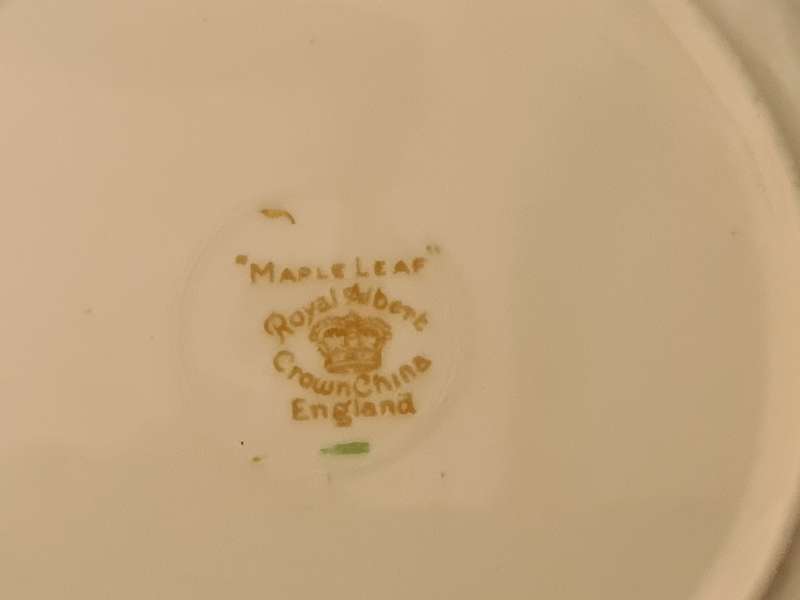 "MAPLE LEAF"
Royal Albert
Crown China
England